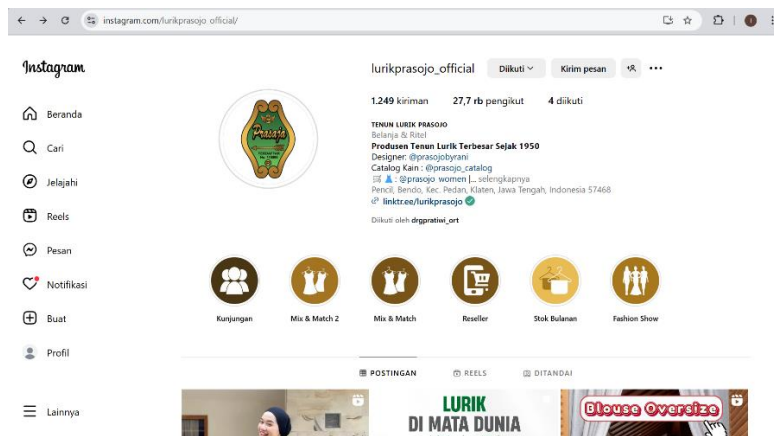 instagram.com/lurikprasojo_official/
Instagram
Beranda
Cari
Jelajahi
Reels
Pesan
Notifikasi
Buat
Profil
Lainnya
lurikprasojo_official Diikuti Kirim pesan
1.249 kiriman 27,7 rb pengikut 4 diikuti
TENUN LURIK PRASOJO
Belanja & Ritel
Produsen Tenun Lurik Terbesar Sejak 1950
Designer: @prasojobyrani
Catalog Kain : @prasojo_catalog
: @prasojo_women |... selengkapnya
Pencil, Bendo, Kec. Pedan, Klaten, Jawa Tengah, Indonesia 57468
linktr.ee/lurikprasojo
Diikuti oleh drgpratiwi_ort
Prasaja
Kunjungan Mix & Match 2 Mix & Match Reseller Stok Bulanan Fashion Show
POSTINGAN REELS DITANDAI
LURIK
DI MATA DUNIA
Blouse Oversize